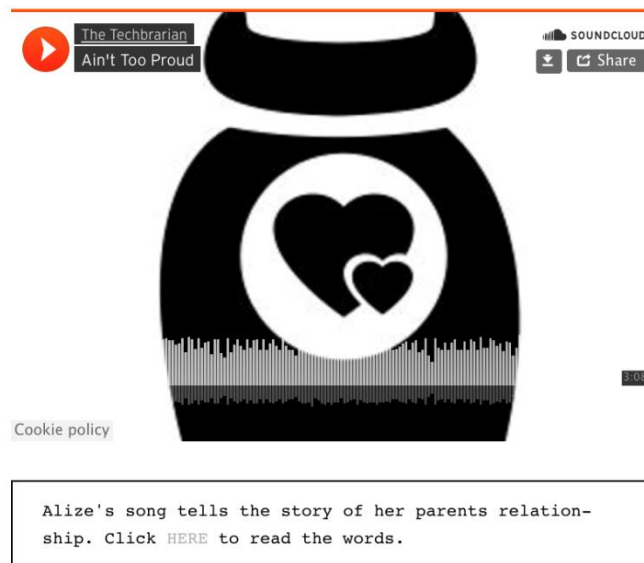 The Techbrarian
Ain't Too Proud
SOUNDCLOUD
Share
3:08
Cookie policy
Alize's song tells the story of her parents relation-
ship. Click HERE to read the words.